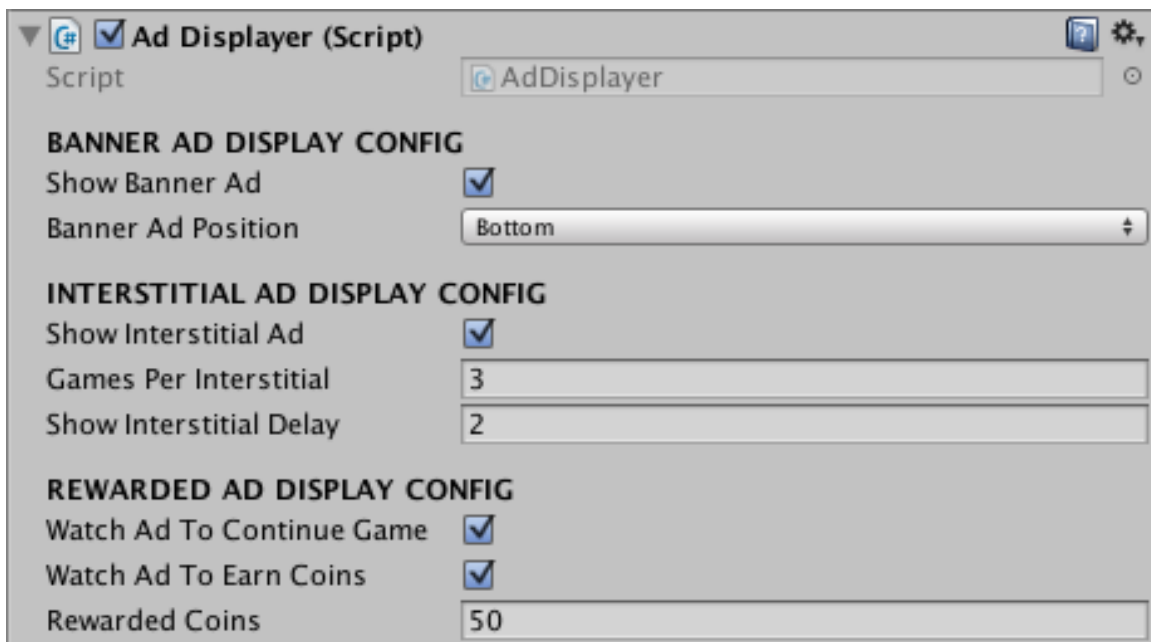 Ad Displayer (Script)
Script AdDisplayer
BANNER AD DISPLAY CONFIG
Show Banner Ad
Banner Ad Position Bottom
INTERSTITIAL AD DISPLAY CONFIG
Show Interstitial Ad
Games Per Interstitial 3
Show Interstitial Delay 2
REWARDED AD DISPLAY CONFIG
Watch Ad To Continue Game
Watch Ad To Earn Coins
Rewarded Coins 50